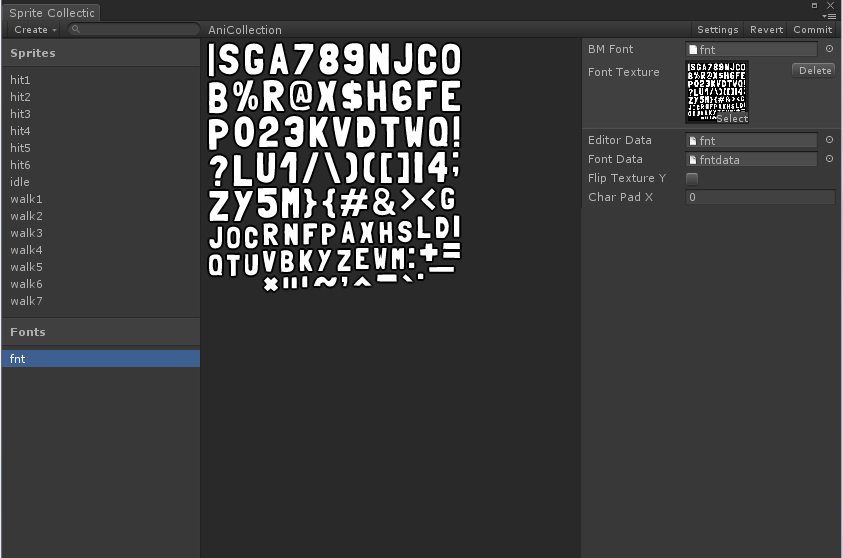 Sprite Collectic
Create
AniCollection
Settings Revert Commit
Sprites
hit1
hit2
hit3
hit4
hit5
hit6
idle
walk1
walk2
walk3
walk4
walk5
walk6
walk7
Fonts
fnt
|SGA789NJCO
B%R@X$H6FE
P023KVDTWQ!
?LU1/\)([]I4;
ZY5M}{#&><G
JOCRNFPAXHSLDI
QTUVBKYZEWM:+=
*"~',^-`._
BM Font fnt
Font Texture
Select
Delete
Editor Data fnt
Font Data fntdata
Flip Texture Y
Char Pad X 0